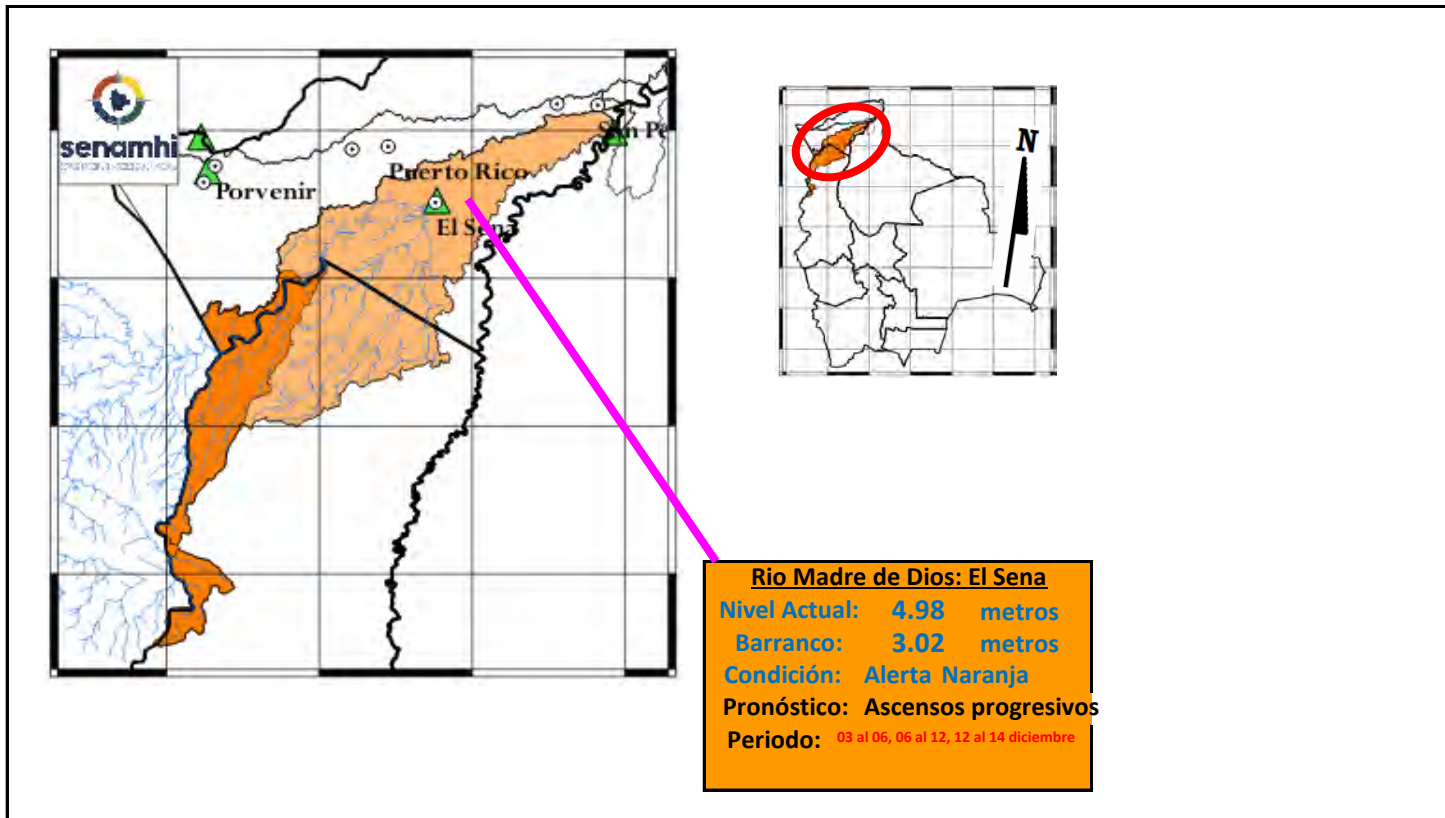 senamhi
Porvenir
Puerto Rico
El Sena
San Pe
N
Rio Madre de Dios: El Sena
Nivel Actual: 4.98 metros
Barranco: 3.02 metros
Condición: Alerta Naranja
Pronóstico: Ascensos progresivos
Periodo: 03 al 06, 06 al 12, 12 al 14 diciembre